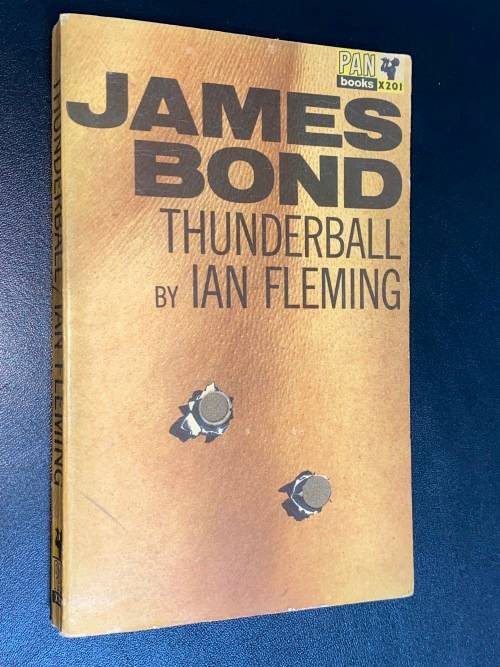 PAN
books X201
JAMES
BOND
THUNDERBALL
BY IAN FLEMING
THUNDERBALL / IAN FLEMING